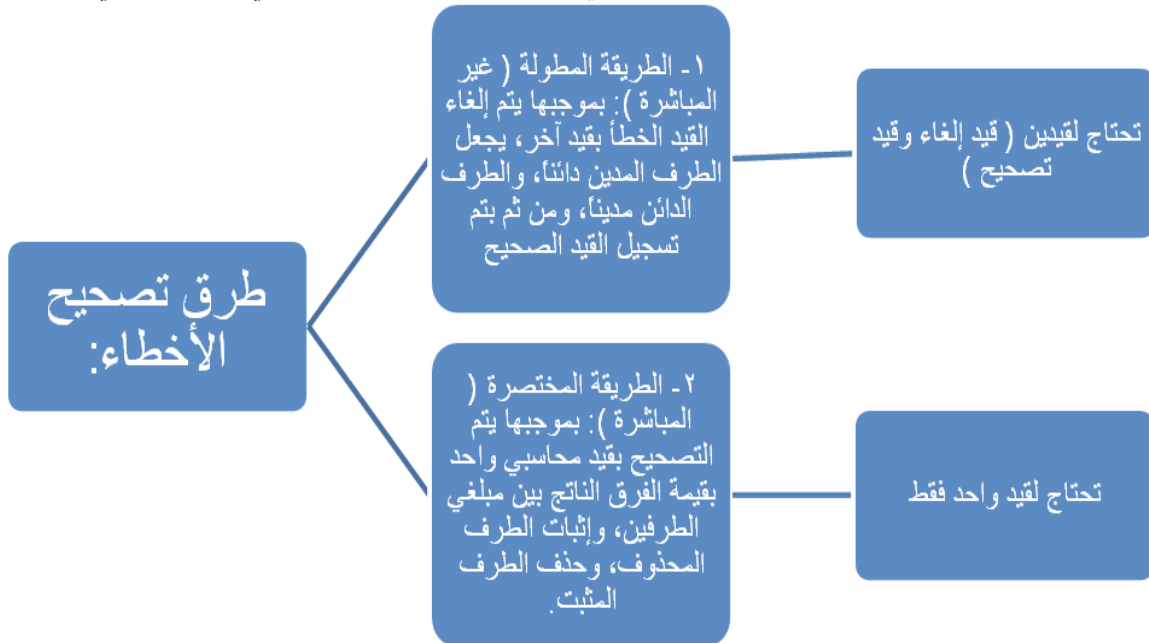 طرق تصحيح
الأخطاء:
١- الطريقة المطولة ( غير
المباشرة ): بموجبها يتم إلغاء
القيد الخطأ بقيد آخر، يجعل
الطرف المدين دائناً، والطرف
الدائن مديناً، ومن ثم بتم
تسجيل القيد الصحيح
تحتاج لقيدين ( قيد إلغاء وقيد
تصحيح )
٢- الطريقة المختصرة (
المباشرة ): بموجبها يتم
التصحيح بقيد محاسبي واحد
بقيمة الفرق الناتج بين مبلغي
الطرفين، وإثبات الطرف
المحذوف، وحذف الطرف
المثبت.
تحتاج لقيد واحد فقط